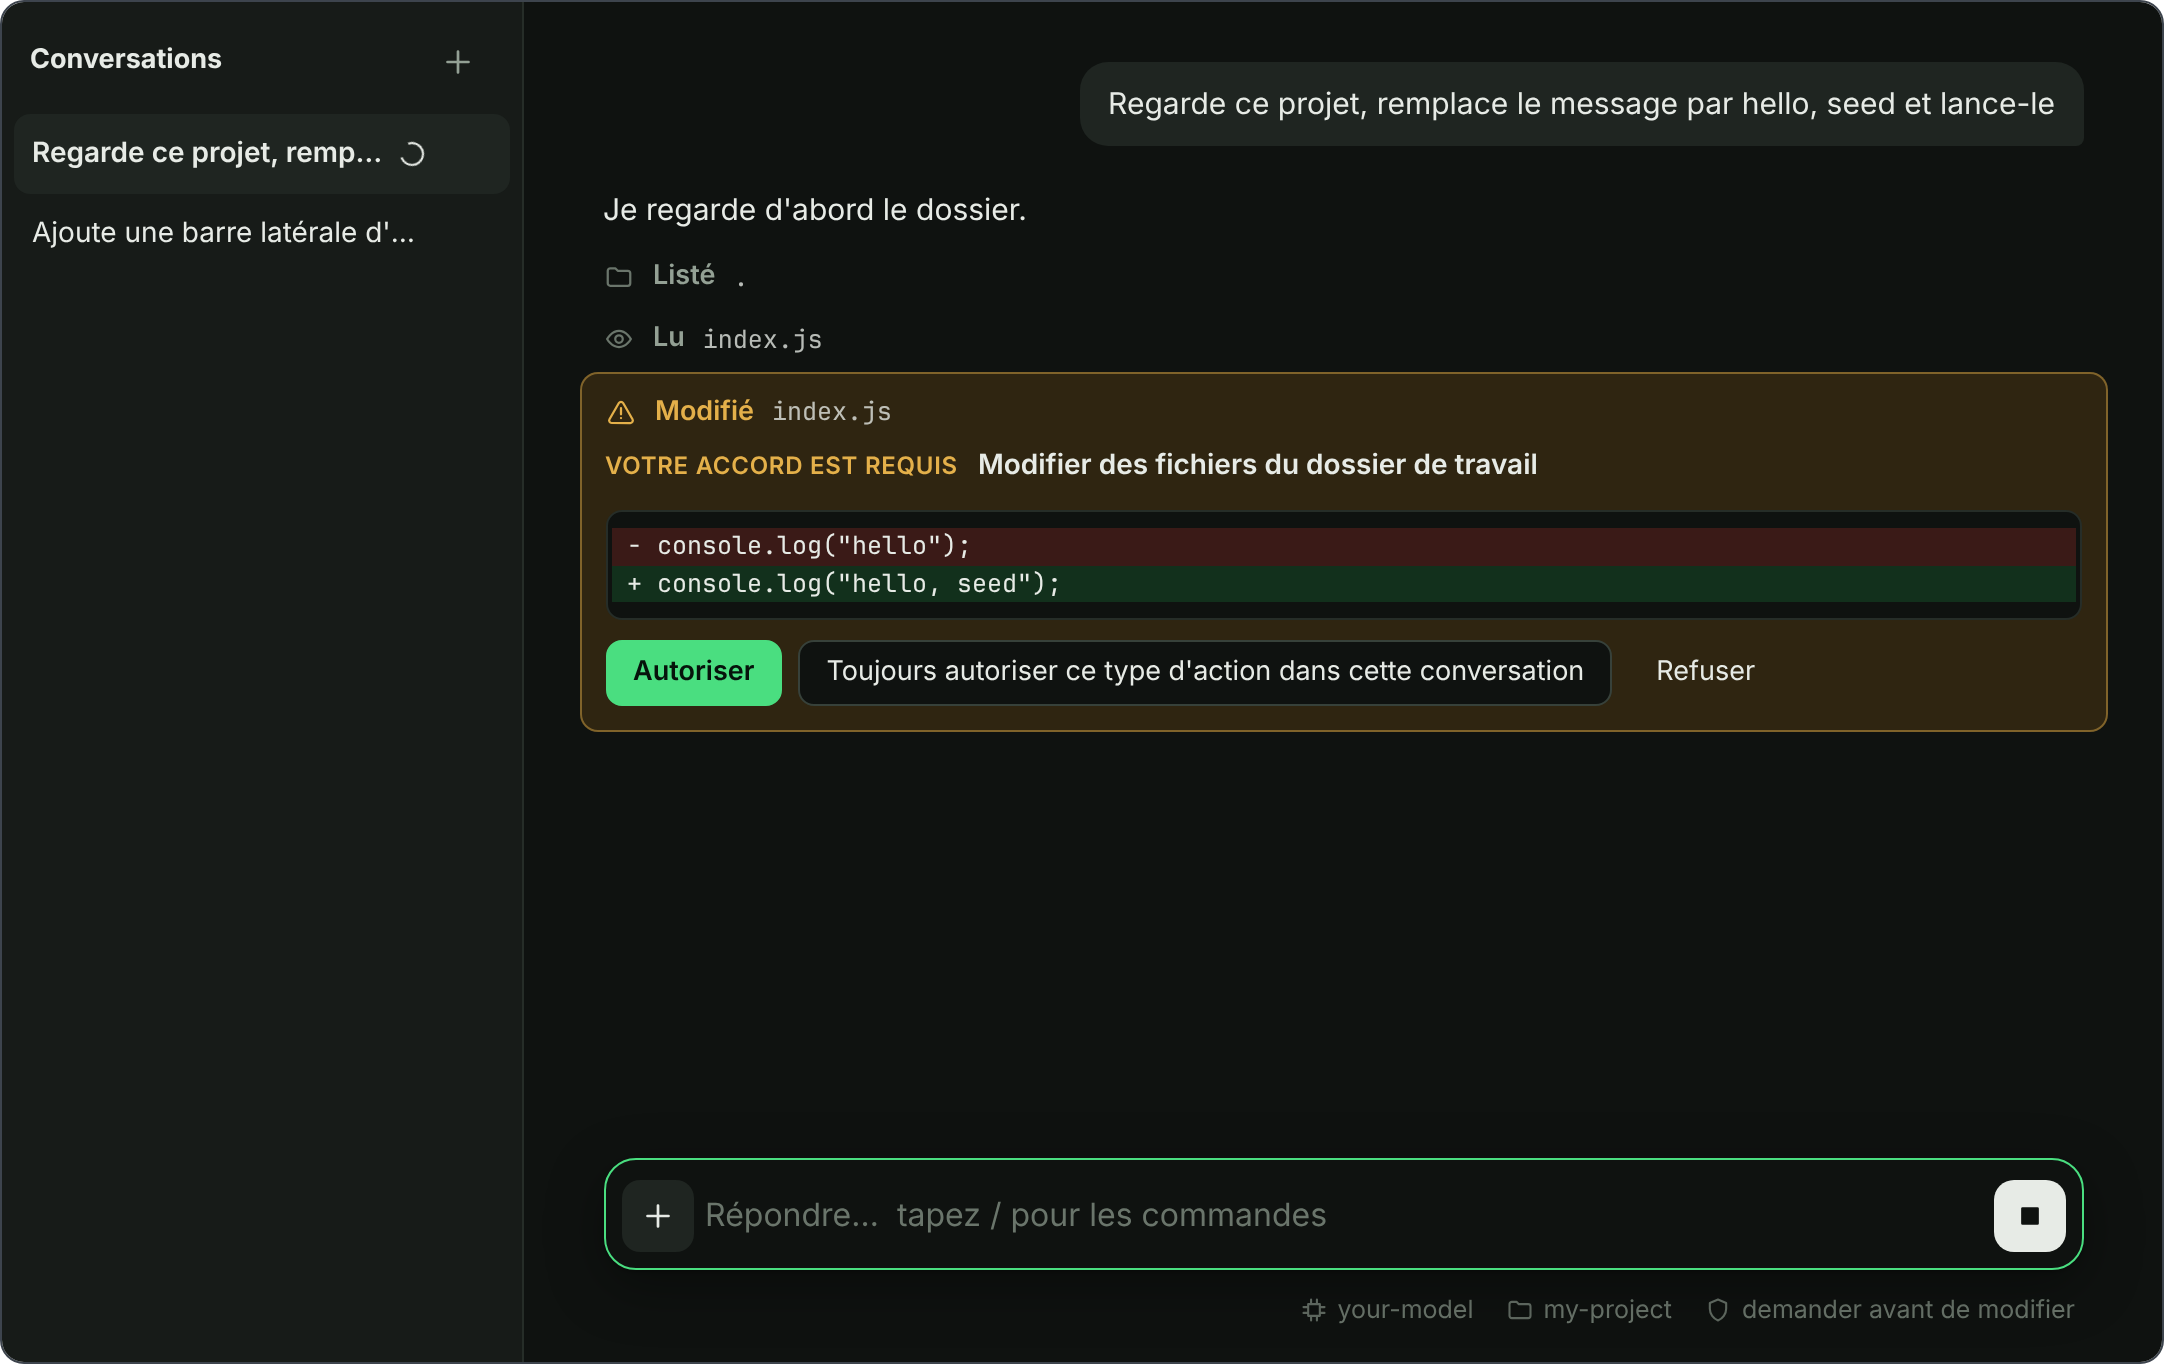 Conversations
Regarde ce projet, remp...
Ajoute une barre latérale d'...
Regarde ce projet, remplace le message par hello, seed et lance-le
Je regarde d'abord le dossier.
Listé .
Lu index.js
Modifié index.js
VOTRE ACCORD EST REQUIS Modifier des fichiers du dossier de travail
- console.log("hello");
+ console.log("hello, seed");
Autoriser Toujours autoriser ce type d'action dans cette conversation Refuser
Répondre... tapez / pour les commandes
your-model my-project demander avant de modifier